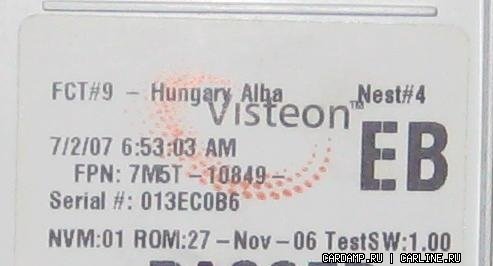 FCT#9 - Hungary Alba Nest#4
Visteon™
7/2/07 6:53:03 AM
EB
FPN: 7M5T-10849-
Serial #: 013EC0B6
NVM:01 ROM:27-Nov-06 TestSW:1.00
CARDAMP.RU | CARLINE.RU